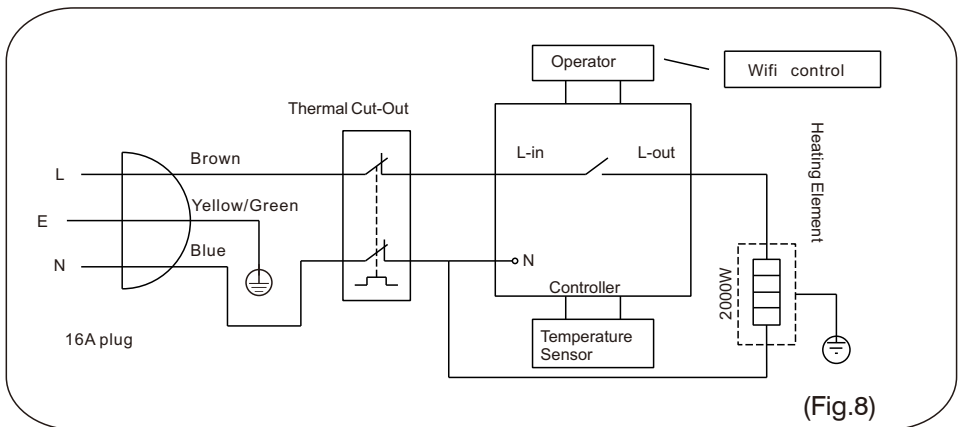 Operator
Wifi control
Thermal Cut-Out
Heating Element
L-in
L-out
Brown
L
Yellow/Green
E
Blue
N
N
Controller
2000W
16A plug
Temperature
Sensor
(Fig.8)